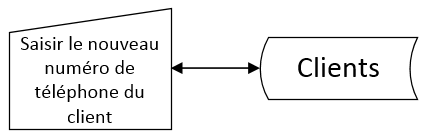 Saisir le nouveau
numéro de
téléphone du
client
Clients